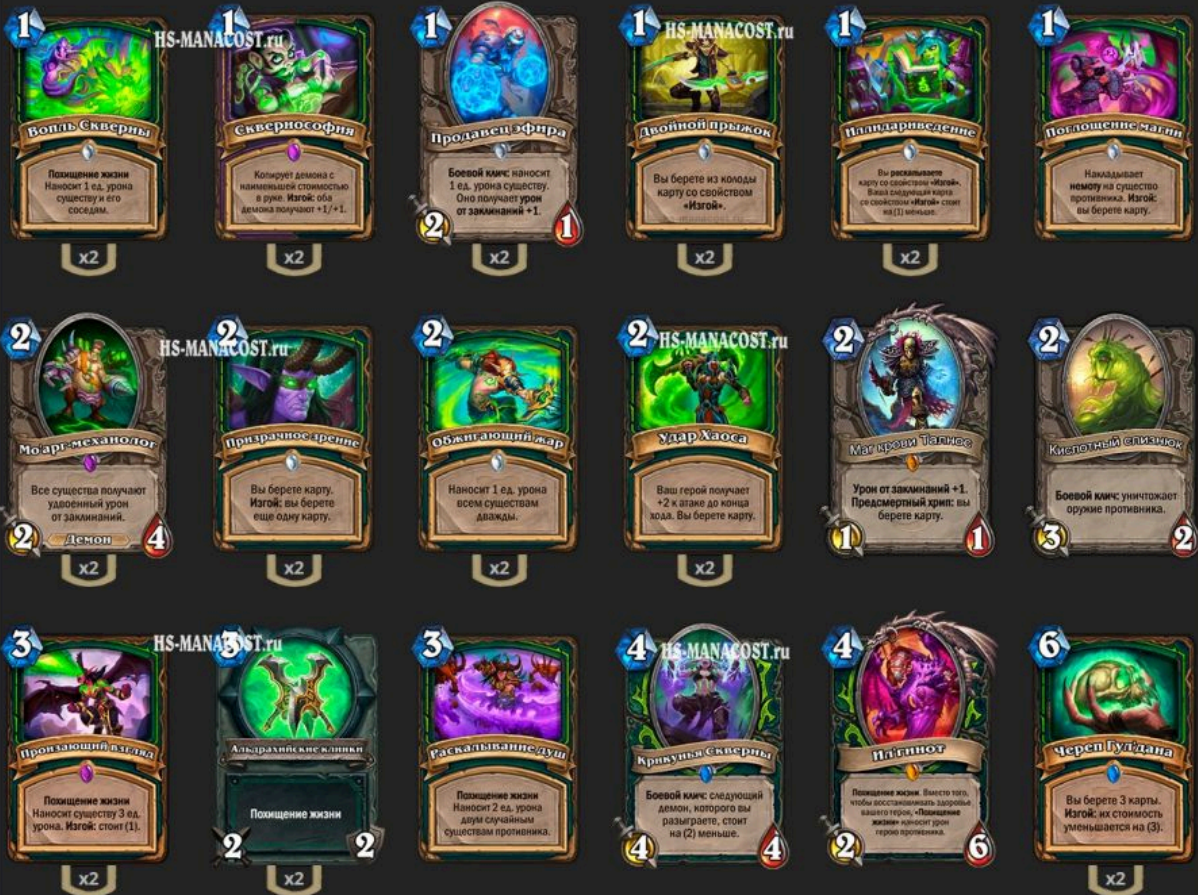 1
Вопль Скверны
Похищение жизни
Наносит 1 ед. урона
существу и его
соседям.
x2
HS-MANACOST.ru
1
Сквернософия
Копирует демона с
наименьшей стоимостью
в руке. Изгой: оба
демона получают +1/+1.
x2
1
Продавец эфира
Боевой клич: наносит
1 ед. урона существу.
Оно получает урон
от заклинаний +1.
2
1
x2
1
HS-MANACOST.ru
Двойной прыжок
Вы берете из колоды
карту со свойством
«Изгой».
x2
1
Иллидариведение
Вы раскапываете
карту со свойством «Изгой».
Ваша следующая карта
со свойством «Изгой» стоит
на (1) меньше.
x2
1
Поглощение магии
Накладывает
немоту на существо
противника. Изгой:
вы берете карту.
2
Мо'арг-механолог
Все существа получают
удвоенный урон
от заклинаний.
2
Демон
4
x2
HS-MANACOST.ru
2
Призрачное зрение
Вы берете карту.
Изгой: вы берете
еще одну карту.
x2
2
Обжигающий жар
Наносит 1 ед. урона
всем существам
дважды.
x2
2
HS-MANACOST.ru
Удар Хаоса
Ваш герой получает
+2 к атаке до конца
хода. Вы берете карту.
x2
2
Маг крови Талнос
Урон от заклинаний +1.
Предсмертный хрип: вы
берете карту.
1
1
2
Кислотный слизнюк
Боевой клич: уничтожает
оружие противника.
3
2
3
Пронзающий взгляд
Похищение жизни
Наносит существу 3 ед.
урона. Изгой: стоит (1).
x2
HS-MANACOST.ru
3
Альдрахийские клинки
Похищение жизни
2
2
x2
3
Раскалывание душ
Похищение жизни
Наносит 2 ед. урона
двум случайным
существам противника.
4
HS-MANACOST.ru
Крикунья Скверны
Боевой клич: следующий
демон, которого вы
разыграете, стоит
на (2) меньше.
4
4
4
Ил'гинот
Похищение жизни. Вместо того,
чтобы восстанавливать здоровье
вашего героя, «Похищение
жизни» наносит урон
герою противника.
2
6
6
Череп Гул'дана
Вы берете 3 карты.
Изгой: их стоимость
уменьшается на (3).
x2